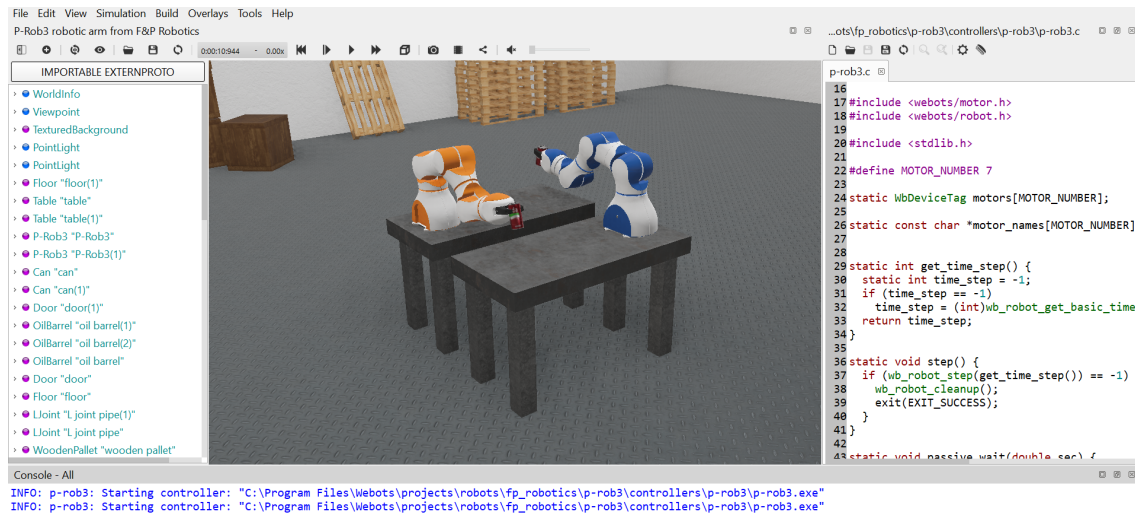 File Edit View Simulation Build Overlays Tools Help
P-Rob3 robotic arm from F&P Robotics
0:00:10:944 - 0.00x
IMPORTABLE EXTERNPROTO
WorldInfo
Viewpoint
TexturedBackground
PointLight
PointLight
Floor "floor(1)"
Table "table"
Table "table(1)"
P-Rob3 "P-Rob3"
P-Rob3 "P-Rob3(1)"
Can "can"
Can "can(1)"
Door "door(1)"
OilBarrel "oil barrel(1)"
OilBarrel "oil barrel(2)"
OilBarrel "oil barrel"
Door "door"
Floor "floor"
LJoint "L joint pipe(1)"
LJoint "L joint pipe"
WoodenPallet "wooden pallet"
...ots\fp_robotics\p-rob3\controllers\p-rob3\p-rob3.c
p-rob3.c
16
17 #include <webots/motor.h>
18 #include <webots/robot.h>
19
20 #include <stdlib.h>
21
22 #define MOTOR_NUMBER 7
23
24 static WbDeviceTag motors[MOTOR_NUMBER];
25
26 static const char *motor_names[MOTOR_NUMBER]
27
28
29 static int get_time_step() {
30 static int time_step = -1;
31 if (time_step == -1)
32 time_step = (int)wb_robot_get_basic_time
33 return time_step;
34 }
35
36 static void step() {
37 if (wb_robot_step(get_time_step()) == -1)
38 wb_robot_cleanup();
39 exit(EXIT_SUCCESS);
40 }
41 }
42
43 static void passive_wait(double sec) {
Console - All
INFO: p-rob3: Starting controller: "C:\Program Files\Webots\projects\robots\fp_robotics\p-rob3\controllers\p-rob3\p-rob3.exe"
INFO: p-rob3: Starting controller: "C:\Program Files\Webots\projects\robots\fp_robotics\p-rob3\controllers\p-rob3\p-rob3.exe"